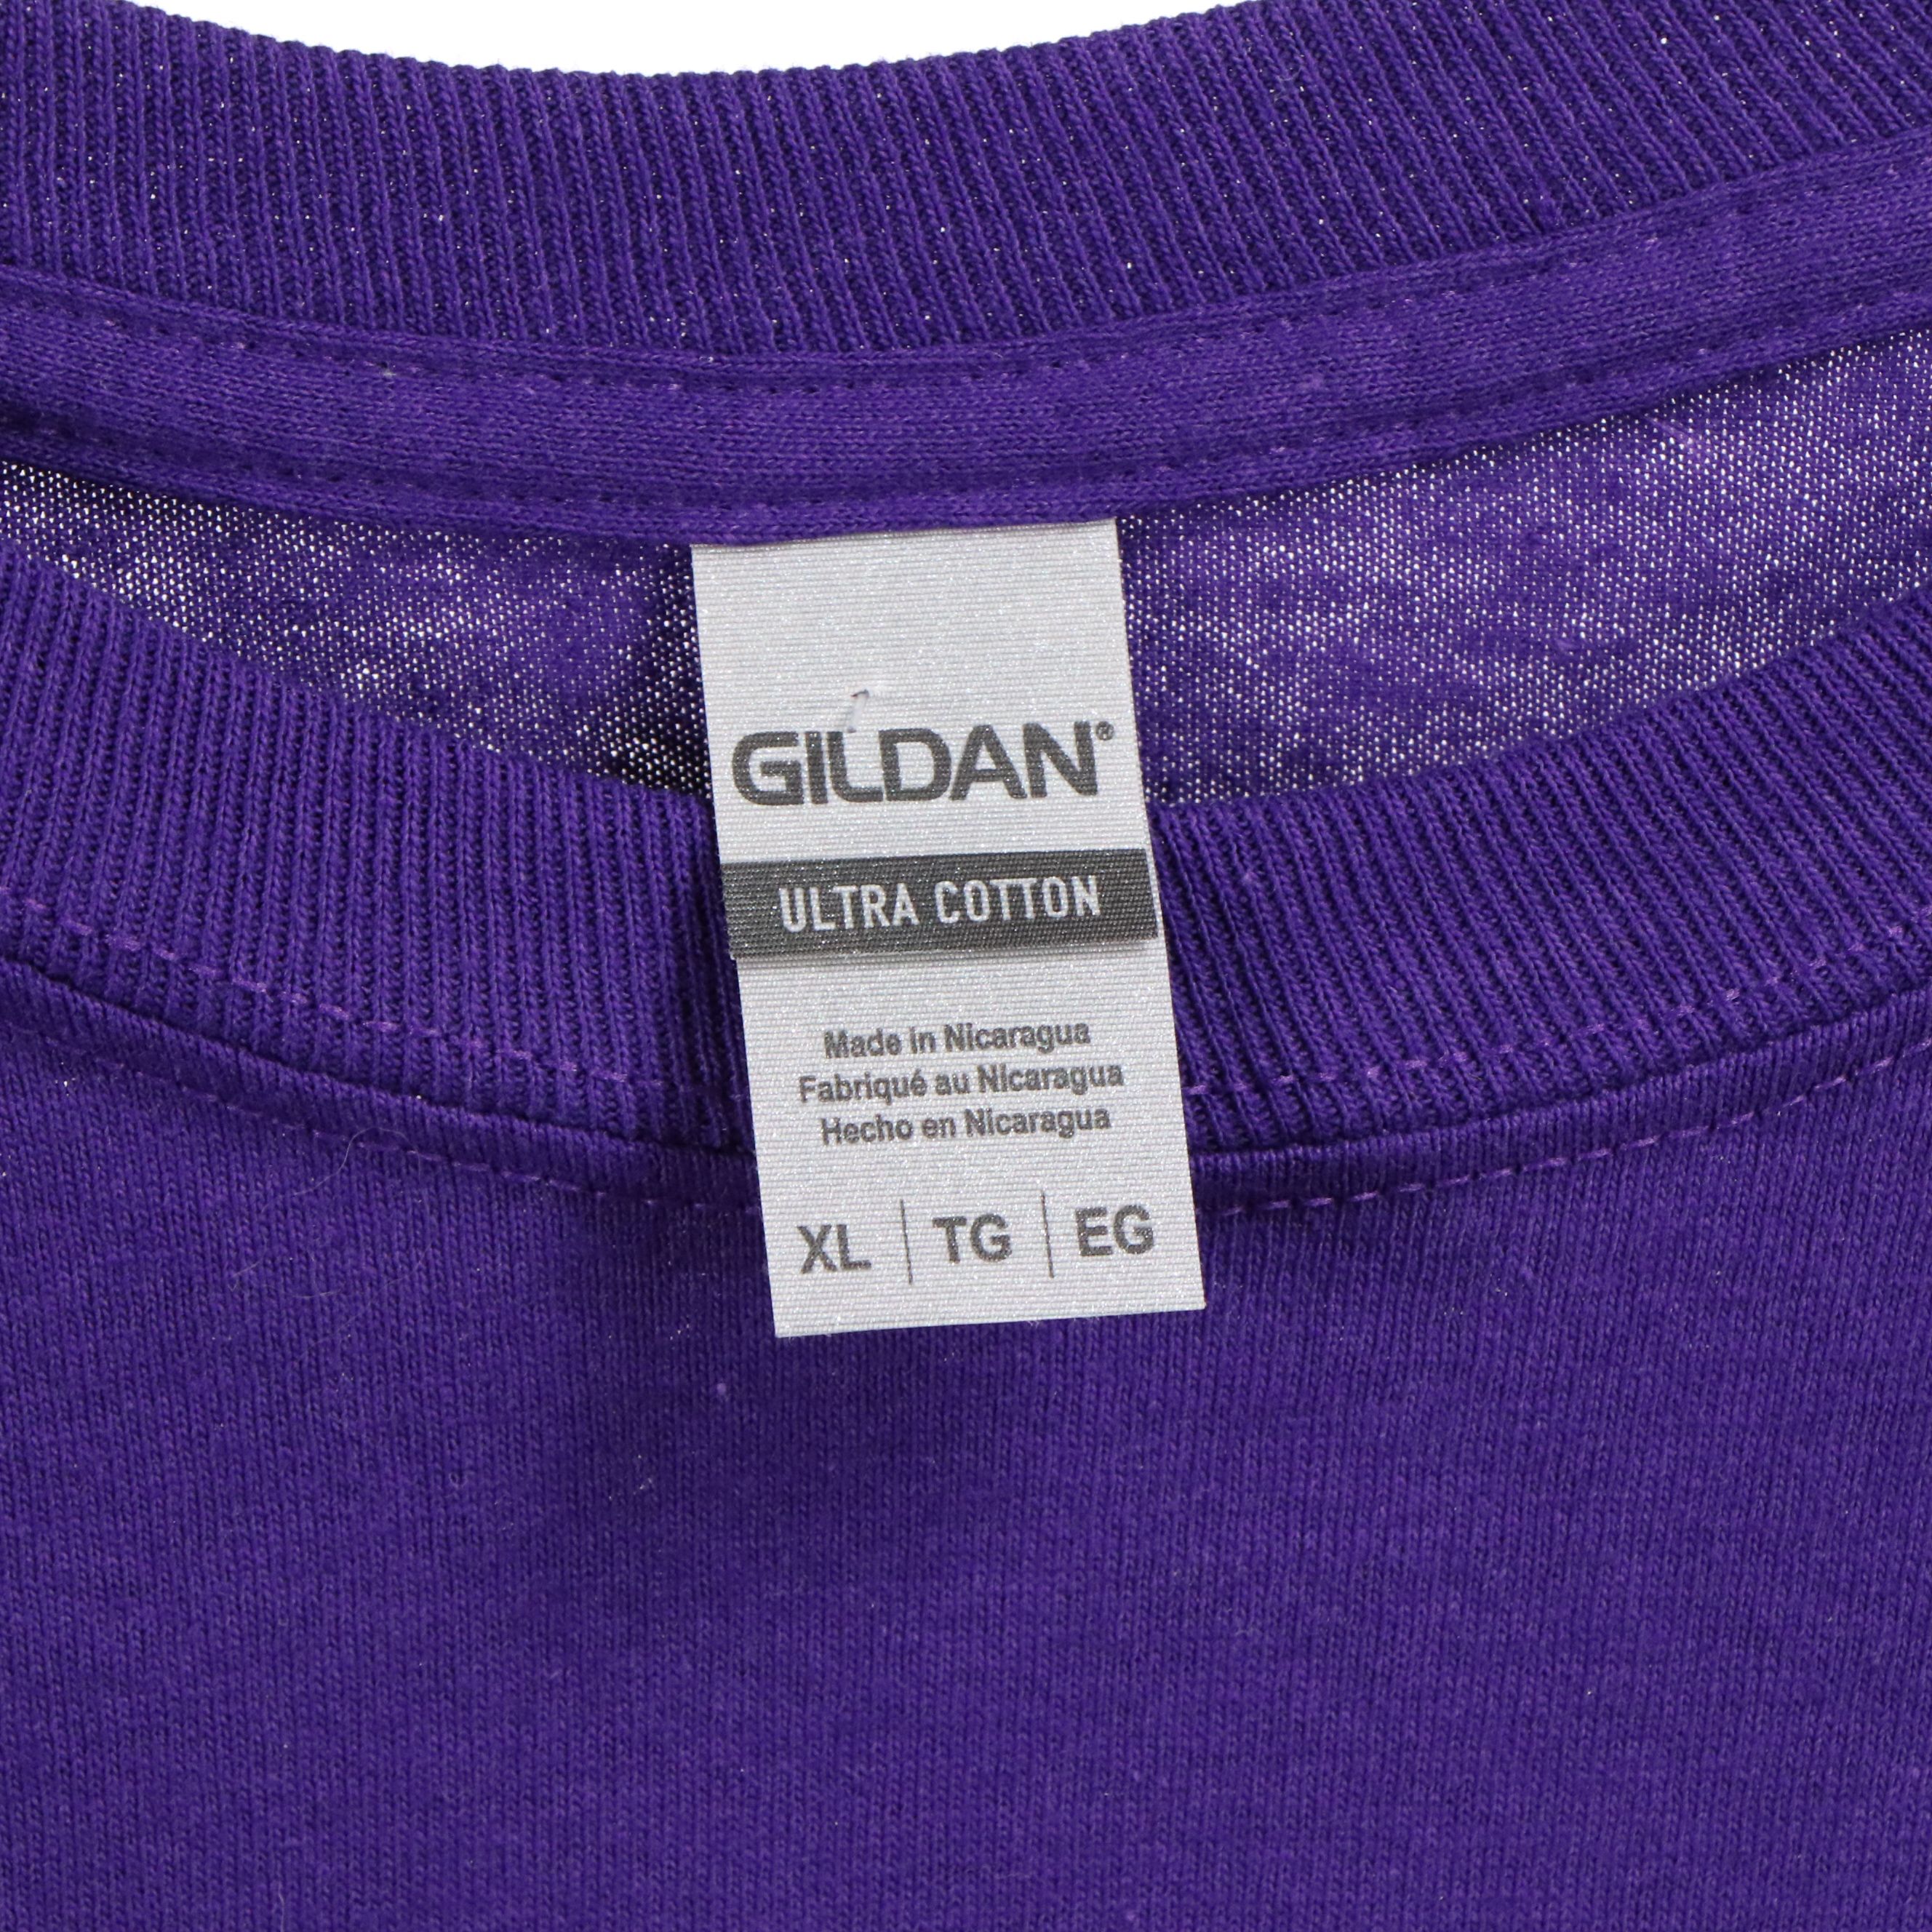 GILDAN®
ULTRA COTTON
Made in Nicaragua
Fabriqué au Nicaragua
Hecho en Nicaragua
XL | TG | EG